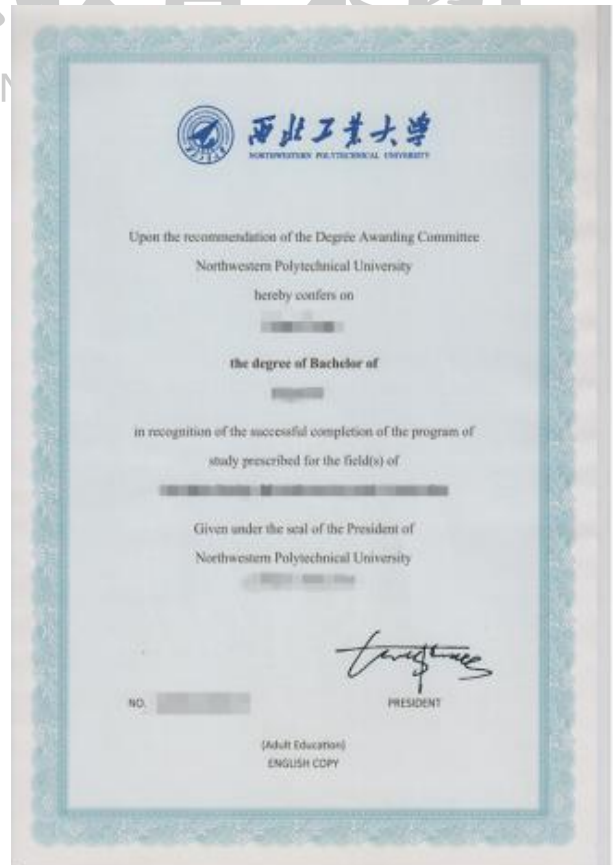 西北工业大学
NORTHWESTERN POLYTECHNICAL UNIVERSITY
Upon the recommendation of the Degree Awarding Committee
Northwestern Polytechnical University
hereby confers on
the degree of Bachelor of
in recognition of the successful completion of the program of
study prescribed for the field(s) of
Given under the seal of the President of
Northwestern Polytechnical University
NO.
PRESIDENT
(Adult Education)
ENGLISH COPY